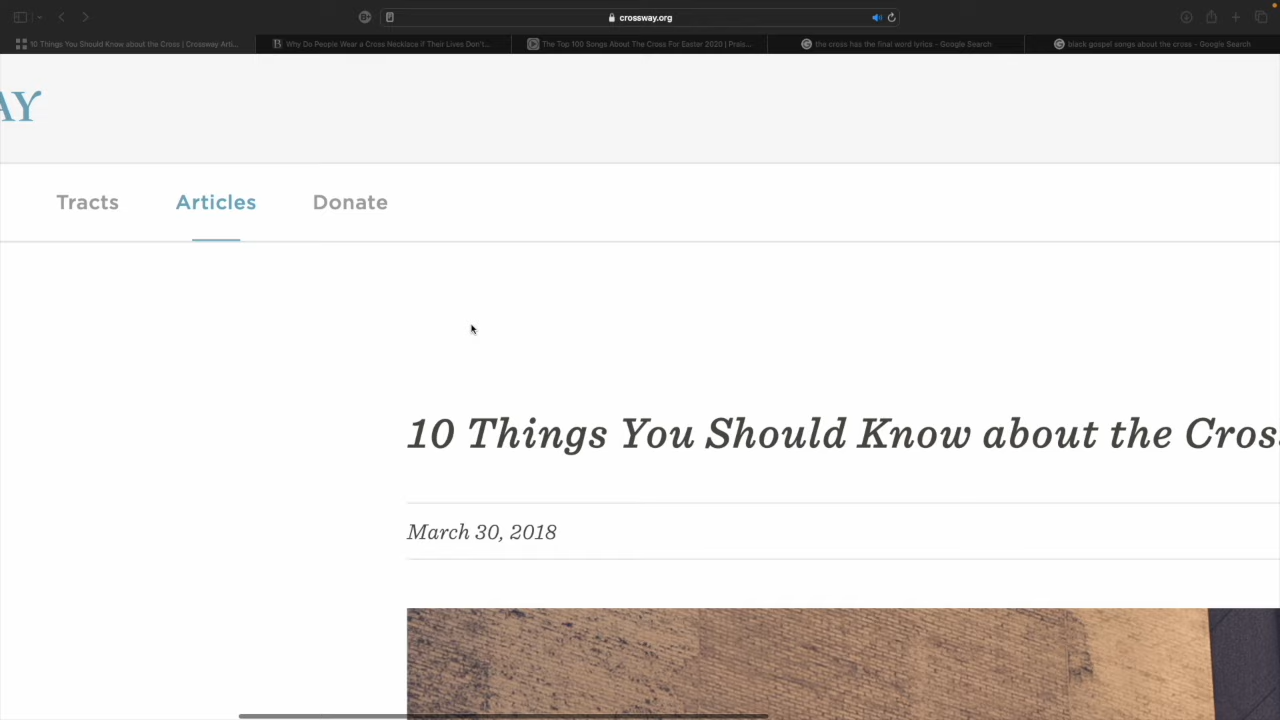 crossway.org
10 Things You Should Know about the Cross | Crossway Arti...
Why Do People Wear a Cross Necklace if Their Lives Don't...
The Top 100 Songs About The Cross For Easter 2020 | Prais...
the cross has the final word lyrics - Google Search
black gospel songs about the cross - Google Search
AY
Tracts
Articles
Donate
10 Things You Should Know about the Cros
March 30, 2018